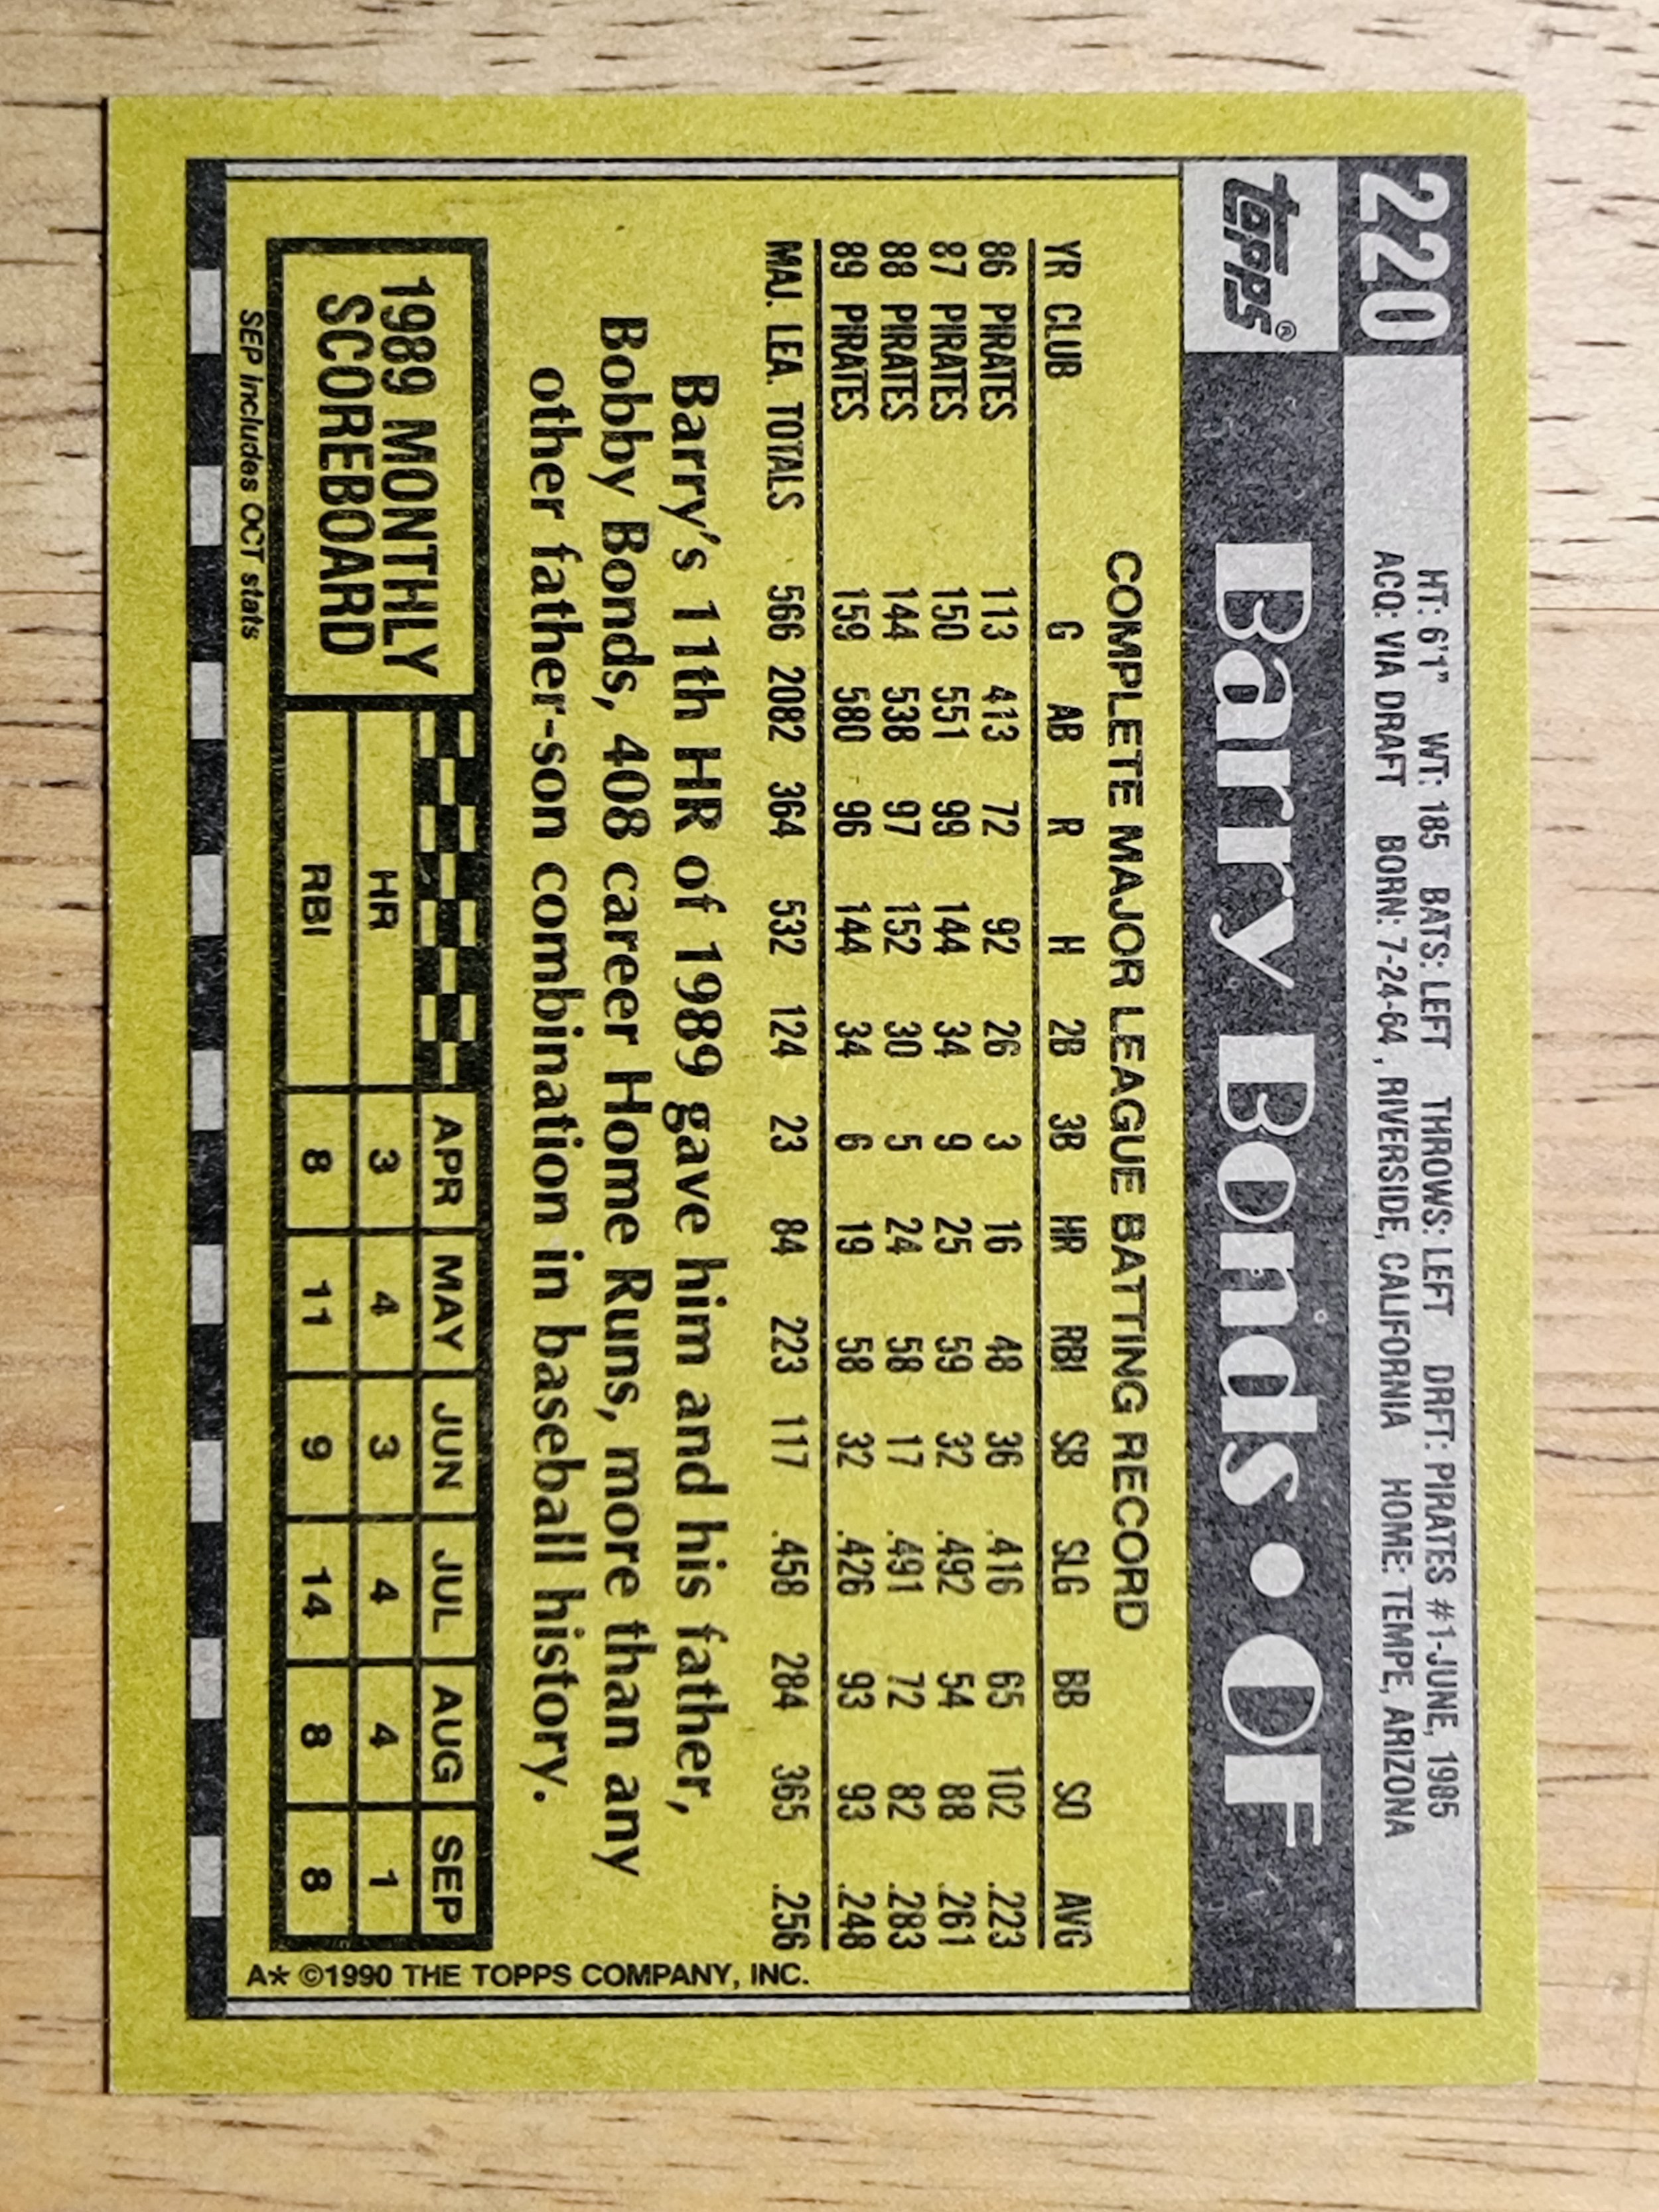 220 HT: 6'1" WT: 185 BATS: LEFT THROWS: LEFT DRFT: PIRATES #1-JUNE, 1985
ACQ: VIA DRAFT BORN: 7-24-64, RIVERSIDE, CALIFORNIA HOME: TEMPE, ARIZONA
topps® Barry Bonds • OF
COMPLETE MAJOR LEAGUE BATTING RECORD
YR CLUB G AB R H 2B 3B HR RBI SB SLG BB SO AVG
86 PIRATES 113 413 72 92 26 3 16 48 36 .416 65 102 .223
87 PIRATES 150 551 99 144 34 9 25 59 32 .492 54 88 .261
88 PIRATES 144 538 97 152 30 5 24 58 17 .491 72 82 .283
89 PIRATES 159 580 96 144 34 6 19 58 32 .426 93 93 .248
MAJ. LEA. TOTALS 566 2082 364 532 124 23 84 223 117 .458 284 365 .256
Barry's 11th HR of 1989 gave him and his father,
Bobby Bonds, 408 career Home Runs, more than any
other father-son combination in baseball history.
1989 MONTHLY
SCOREBOARD
APR MAY JUN JUL AUG SEP
HR 3 4 3 4 4 1
RBI 8 11 9 14 8 8
SEP includes OCT stats
A* ©1990 THE TOPPS COMPANY, INC.